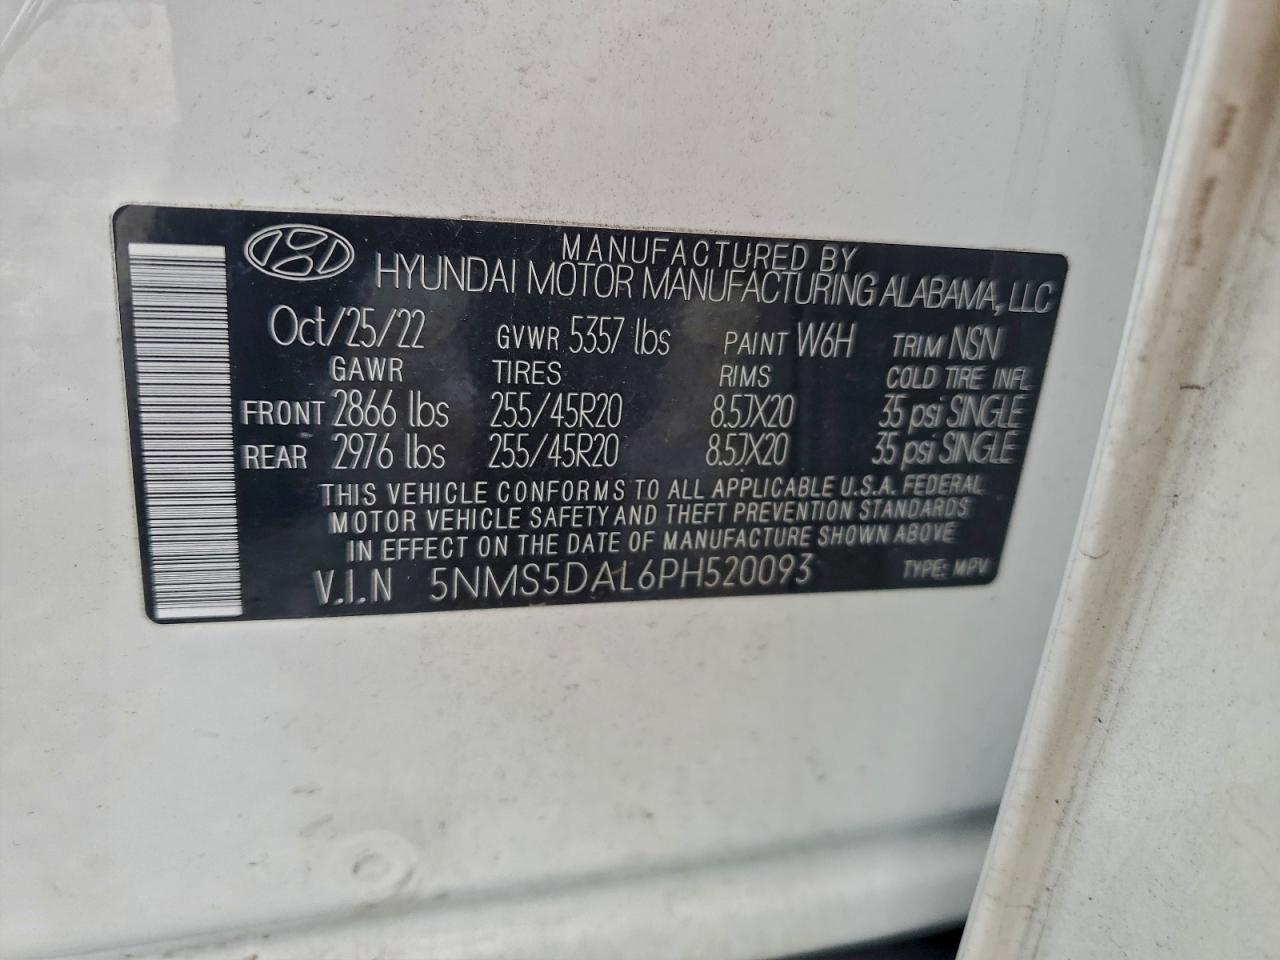 MANUFACTURED BY
HYUNDAI MOTOR MANUFACTURING ALABAMA, LLC
Oct/25/22 GVWR 5357 lbs PAINT W6H TRIM NSN
GAWR TIRES RIMS COLD TIRE INFL
FRONT 2866 lbs 255/45R20 8.5JX20 35 psi SINGLE
REAR 2976 lbs 255/45R20 8.5JX20 35 psi SINGLE
THIS VEHICLE CONFORMS TO ALL APPLICABLE U.S.A. FEDERAL
MOTOR VEHICLE SAFETY AND THEFT PREVENTION STANDARDS
IN EFFECT ON THE DATE OF MANUFACTURE SHOWN ABOVE
V.I.N 5NMS5DAL6PH520093 TYPE: MPV